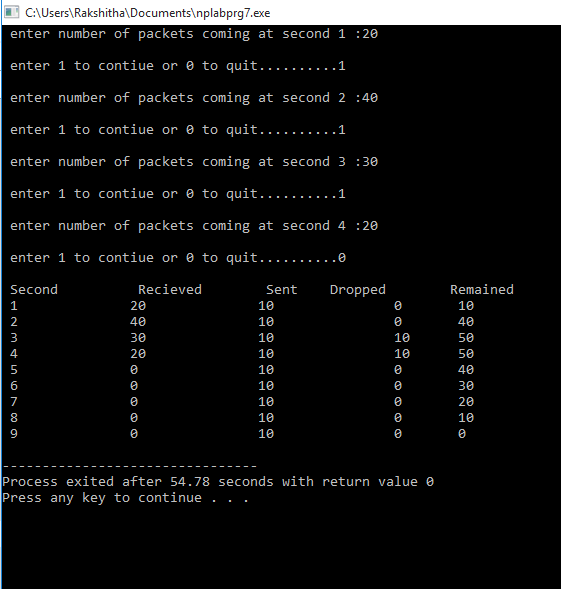 C:\Users\Rakshitha\Documents\nplabprg7.exe
enter number of packets coming at second 1 :20
enter 1 to contiue or 0 to quit..........1
enter number of packets coming at second 2 :40
enter 1 to contiue or 0 to quit..........1
enter number of packets coming at second 3 :30
enter 1 to contiue or 0 to quit..........1
enter number of packets coming at second 4 :20
enter 1 to contiue or 0 to quit..........0
Second Recieved Sent Dropped Remained
1 20 10 0 10
2 40 10 0 40
3 30 10 10 50
4 20 10 10 50
5 0 10 0 40
6 0 10 0 30
7 0 10 0 20
8 0 10 0 10
9 0 10 0 0
--------------------------------
Process exited after 54.78 seconds with return value 0
Press any key to continue . . .